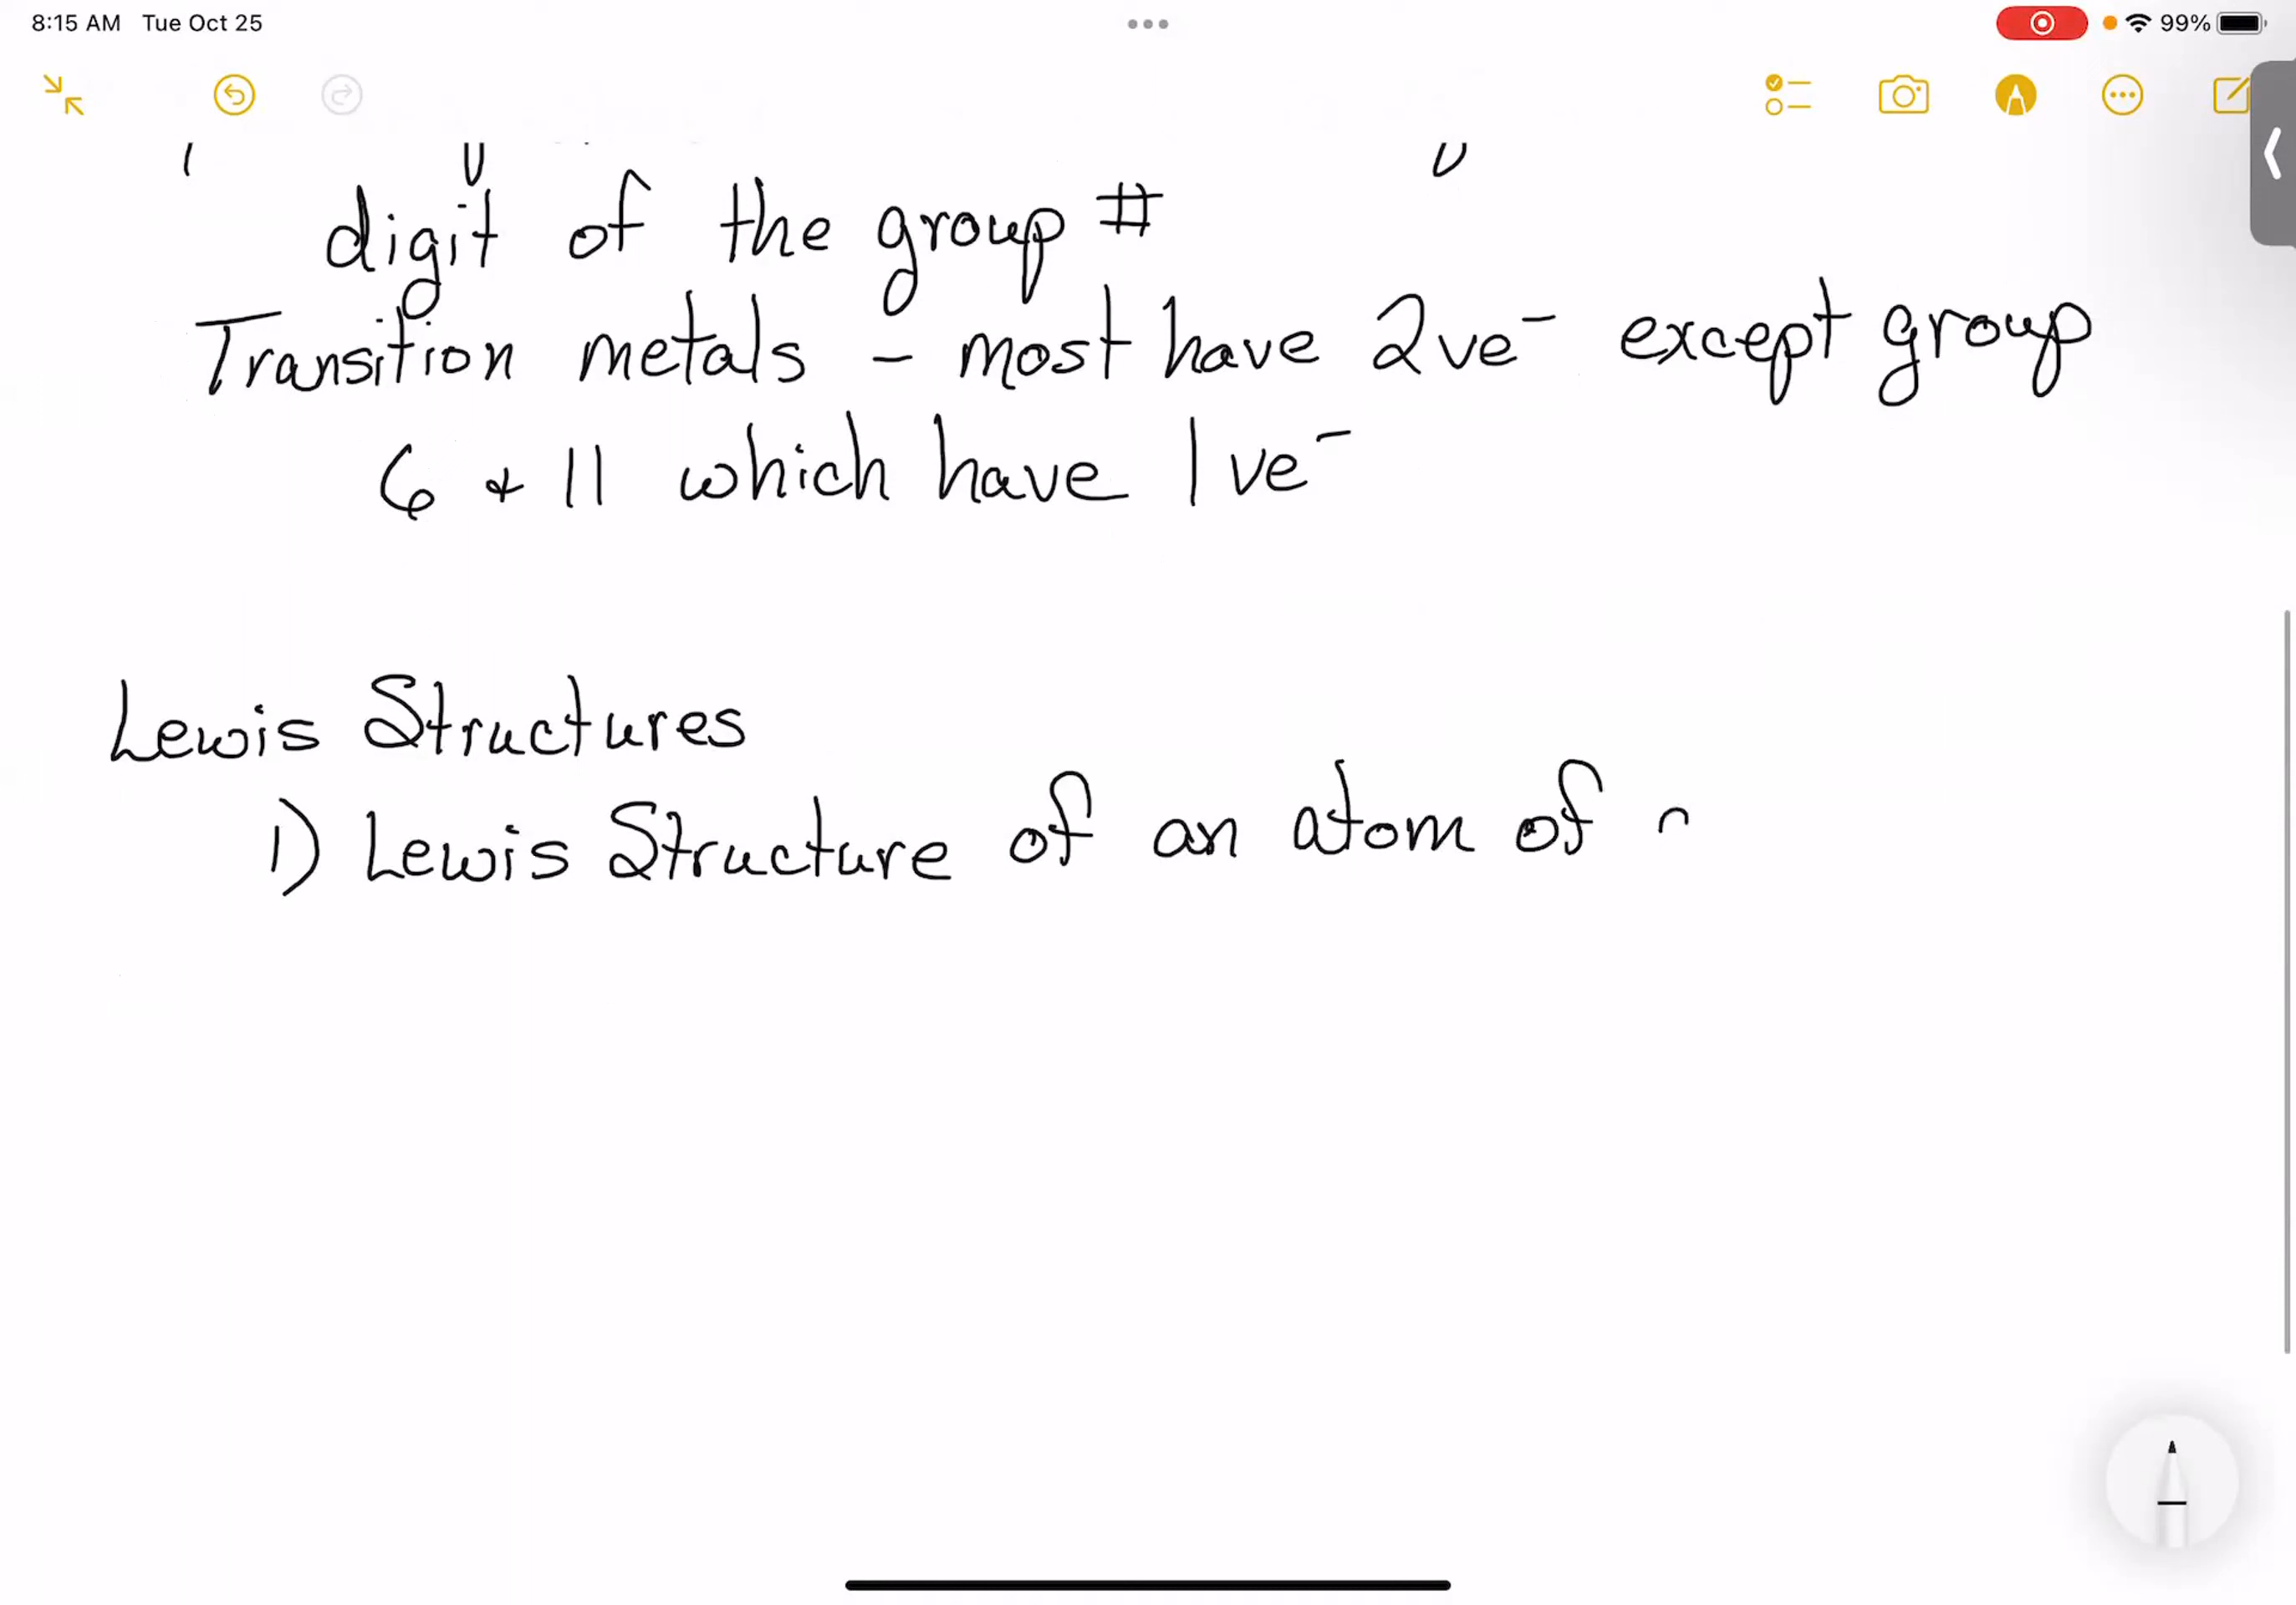 8:15 AM Tue Oct 25
99%
digit of the group #
Transition metals - most have 2ve⁻ except group
6 & 11 which have 1ve⁻
Lewis Structures
1) Lewis Structure of an atom of